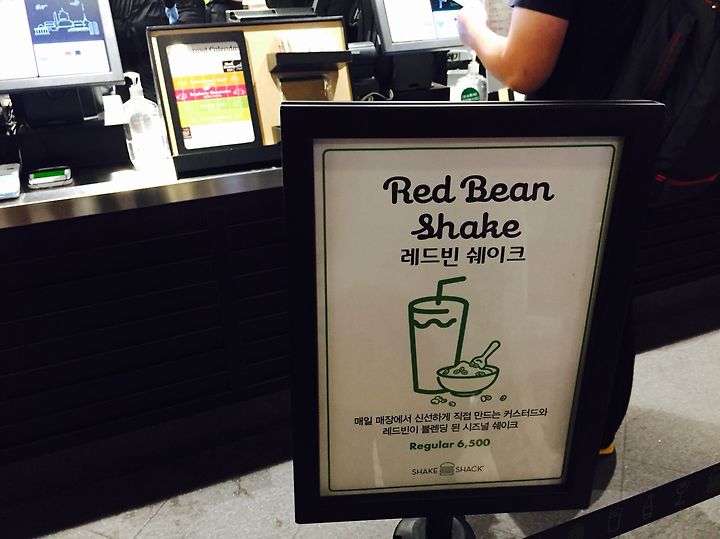 Red Bean
Shake
레드빈 쉐이크
매일 매장에서 신선하게 직접 만드는 커스터드와
레드빈이 블렌딩 된 시즈널 쉐이크
Regular 6,500
SHAKE SHACK